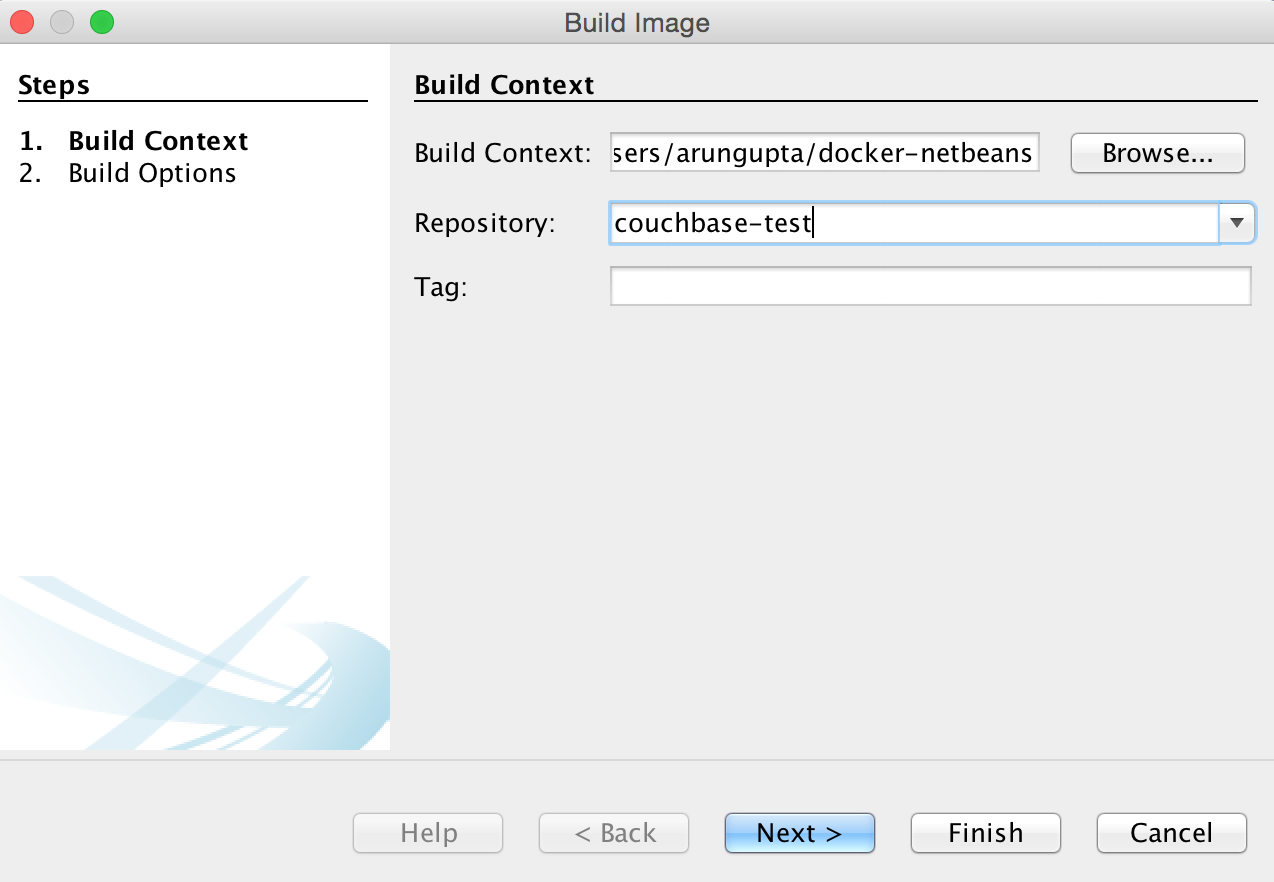 Build Image
Steps
1. Build Context
2. Build Options
Build Context
Build Context: sers/arungupta/docker-netbeans Browse...
Repository: couchbase-test
Tag:
Help < Back Next > Finish Cancel